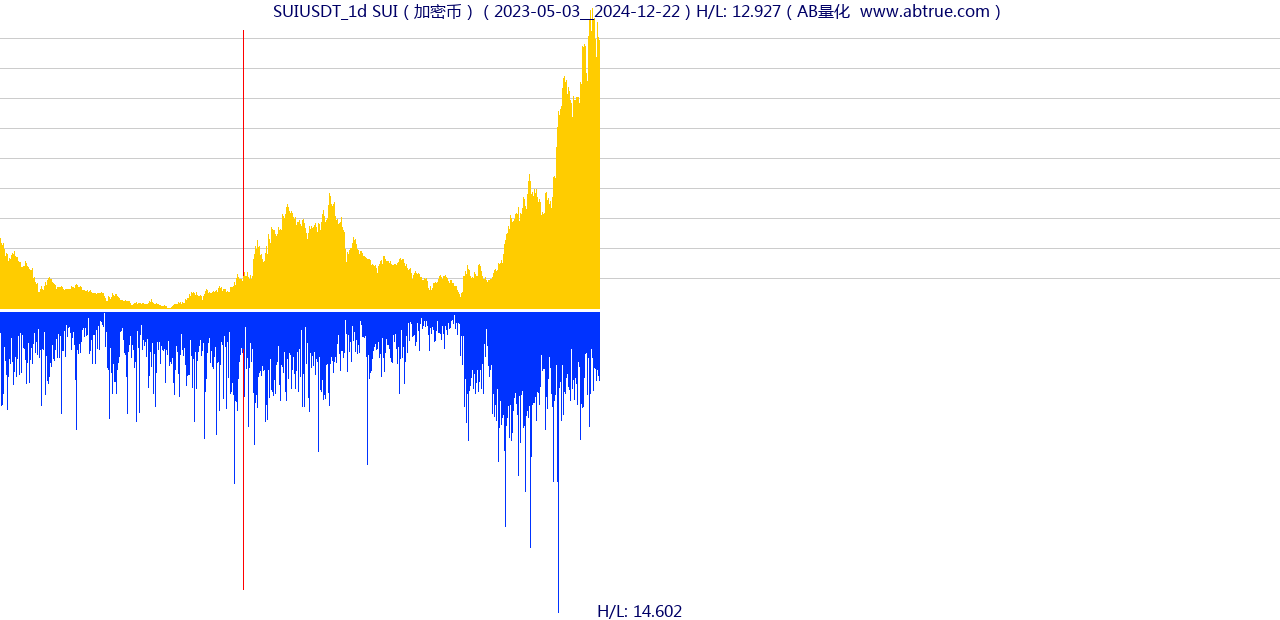 SUIUSDT_1d SUI ( 加密币 ) ( 2023-05-03__2024-12-22 ) H/L: 12.927 ( AB量化  www.abtrue.com )
H/L: 14.602